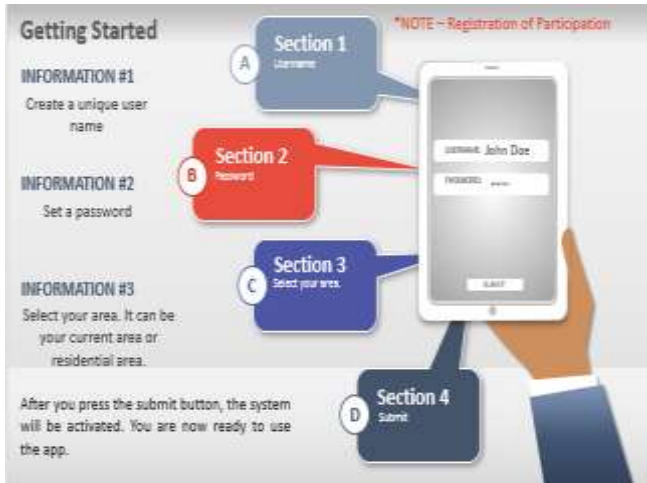 Getting Started
*NOTE – Registration of Participation
INFORMATION #1
Create a unique user
name
INFORMATION #2
Set a password
INFORMATION #3
Select your area. It can be
your current area or
residential area.
After you press the submit button, the system
will be activated. You are now ready to use
the app.
A
Section 1
Username
B
Section 2
Password
C
Section 3
Select your area.
D
Section 4
Submit
USERNAME: John Doe
PASSWORD: ----
SUBMIT